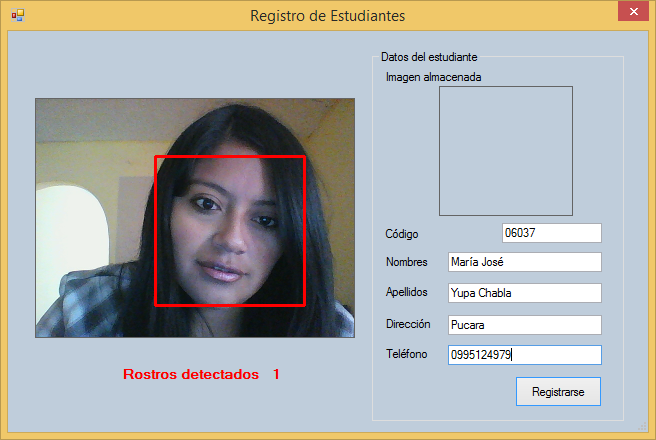 Registro de Estudiantes
Datos del estudiante
Imagen almacenada
Código 06037
Nombres María José
Apellidos Yupa Chabla
Dirección Pucara
Teléfono 0995124979
Rostros detectados 1
Registrarse